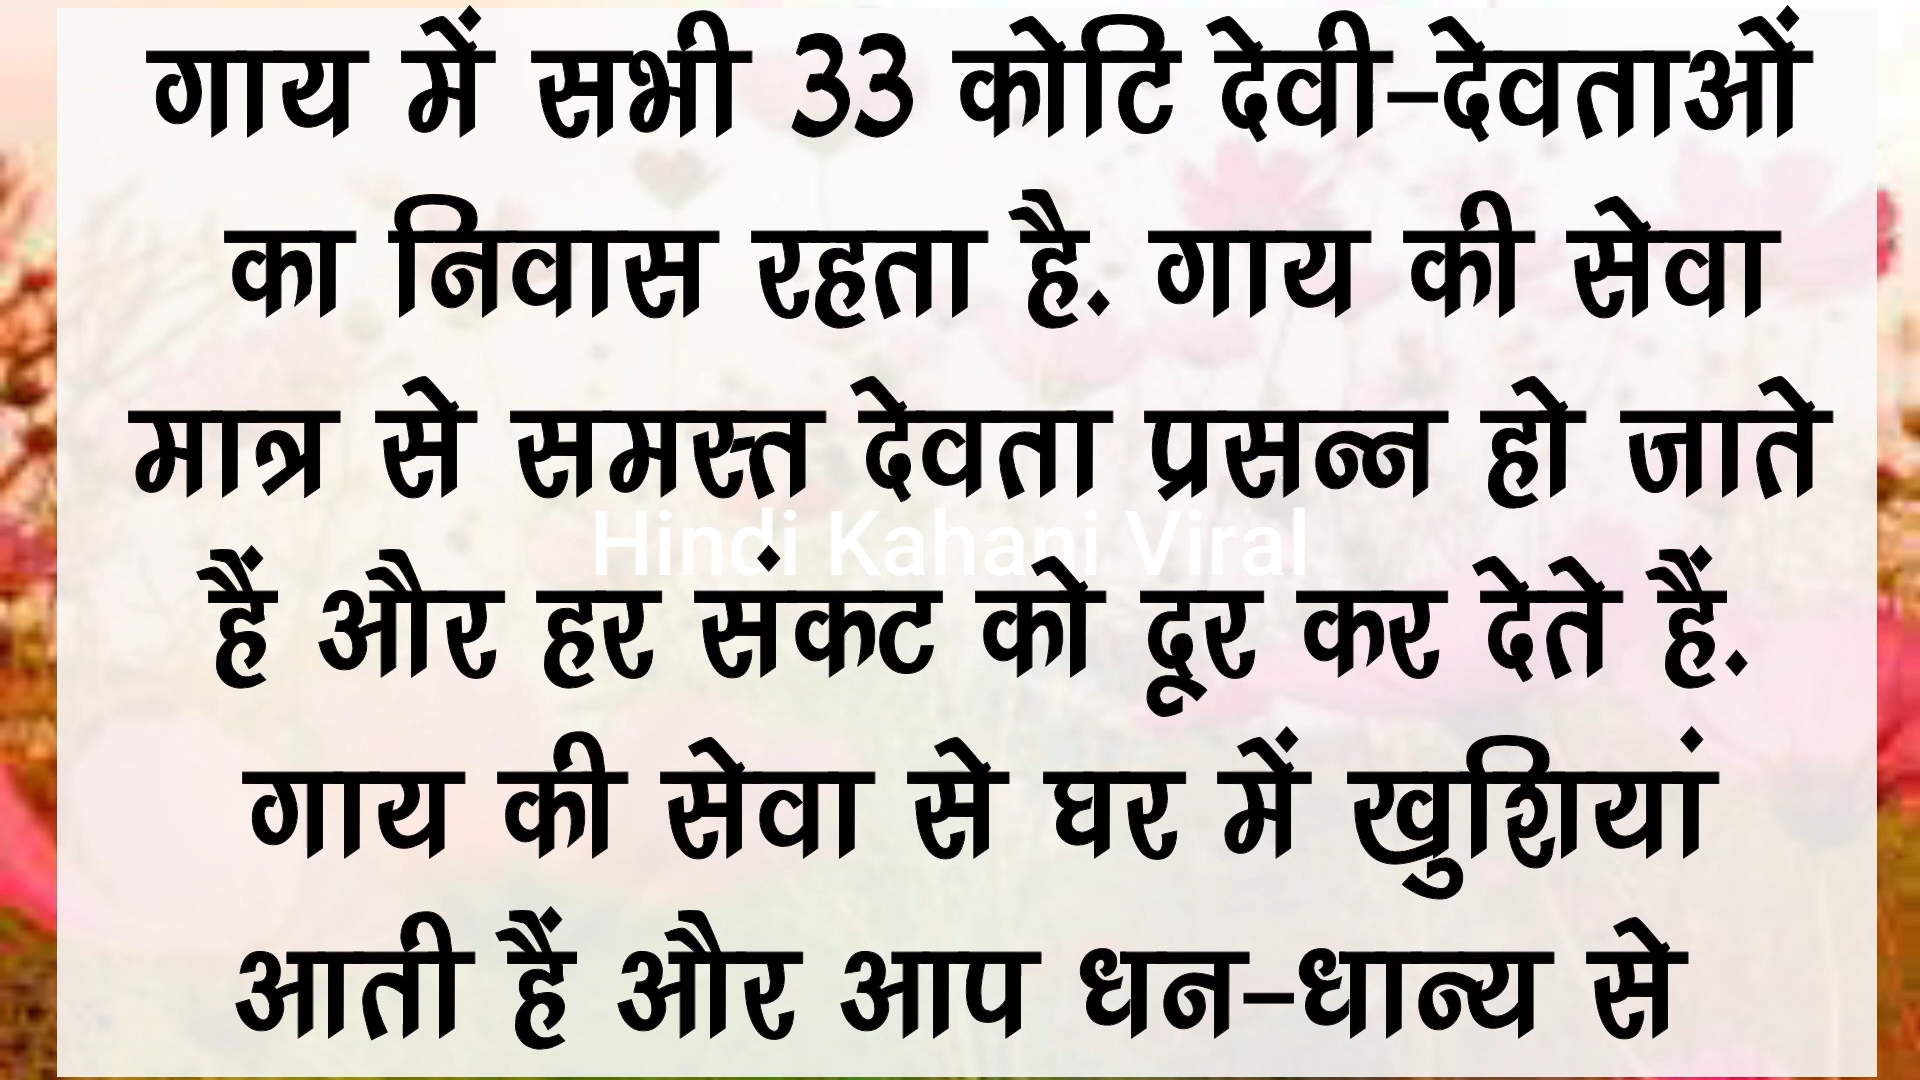 गाय में सभी 33 कोटि देवी-देवताओं
का निवास रहता है. गाय की सेवा
मात्र से समस्त देवता प्रसन्न हो जाते
Hindi Kahani Viral
हैं और हर संकट को दूर कर देते हैं.
गाय की सेवा से घर में खुशियां
आती हैं और आप धन-धान्य से